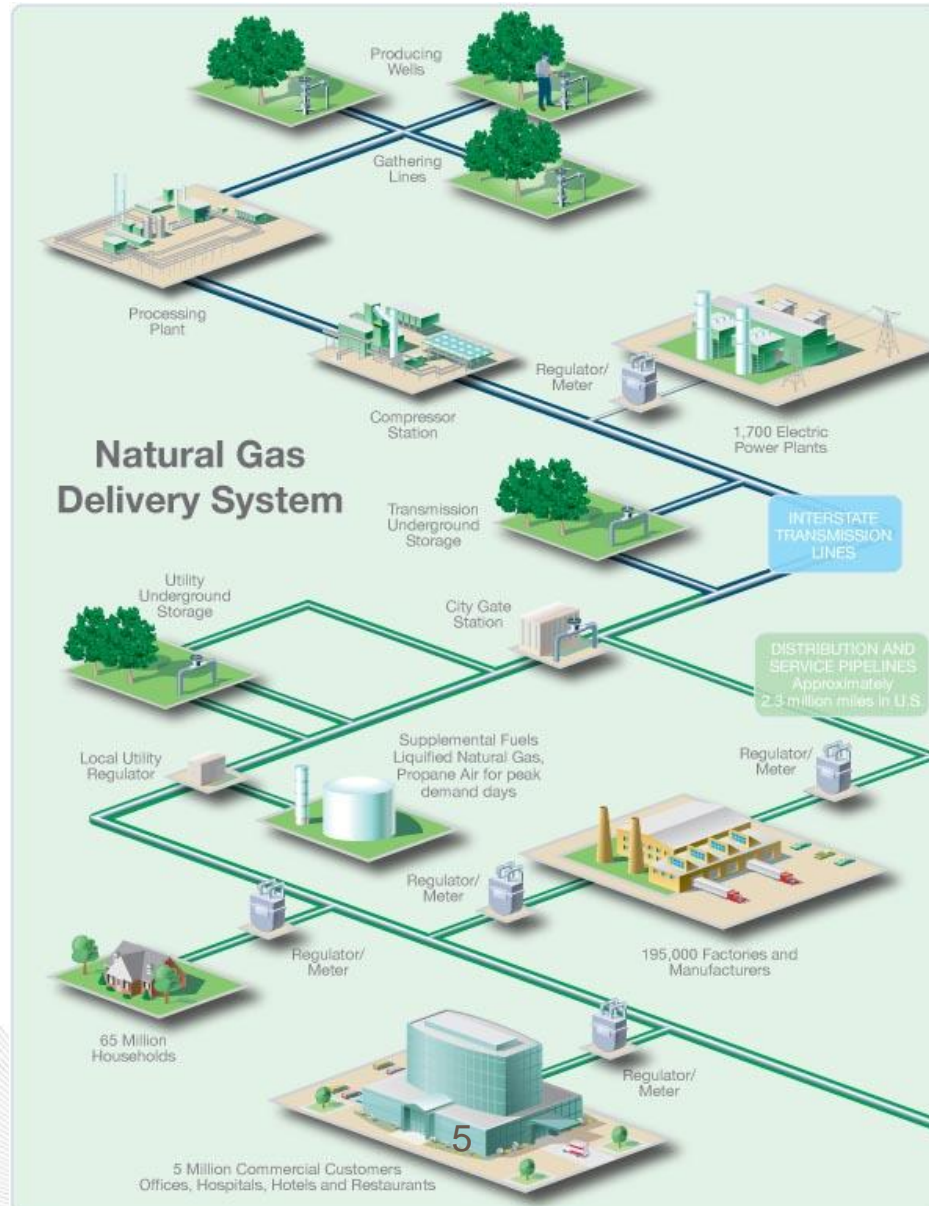 Producing
Wells
Gathering
Lines
Processing
Plant
Compressor
Station
Regulator/
Meter
1,700 Electric
Power Plants
Natural Gas
Delivery System
Transmission
Underground
Storage
INTERSTATE
TRANSMISSION
LINES
Utility
Underground
Storage
City Gate
Station
DISTRIBUTION AND
SERVICE PIPELINES
Approximately
2.3 million miles in U.S.
Local Utility
Regulator
Supplemental Fuels
Liquified Natural Gas,
Propane Air for peak
demand days
Regulator/
Meter
Regulator/
Meter
Regulator/
Meter
195,000 Factories and
Manufacturers
65 Million
Households
Regulator/
Meter
5
5 Million Commercial Customers
Offices, Hospitals, Hotels and Restaurants